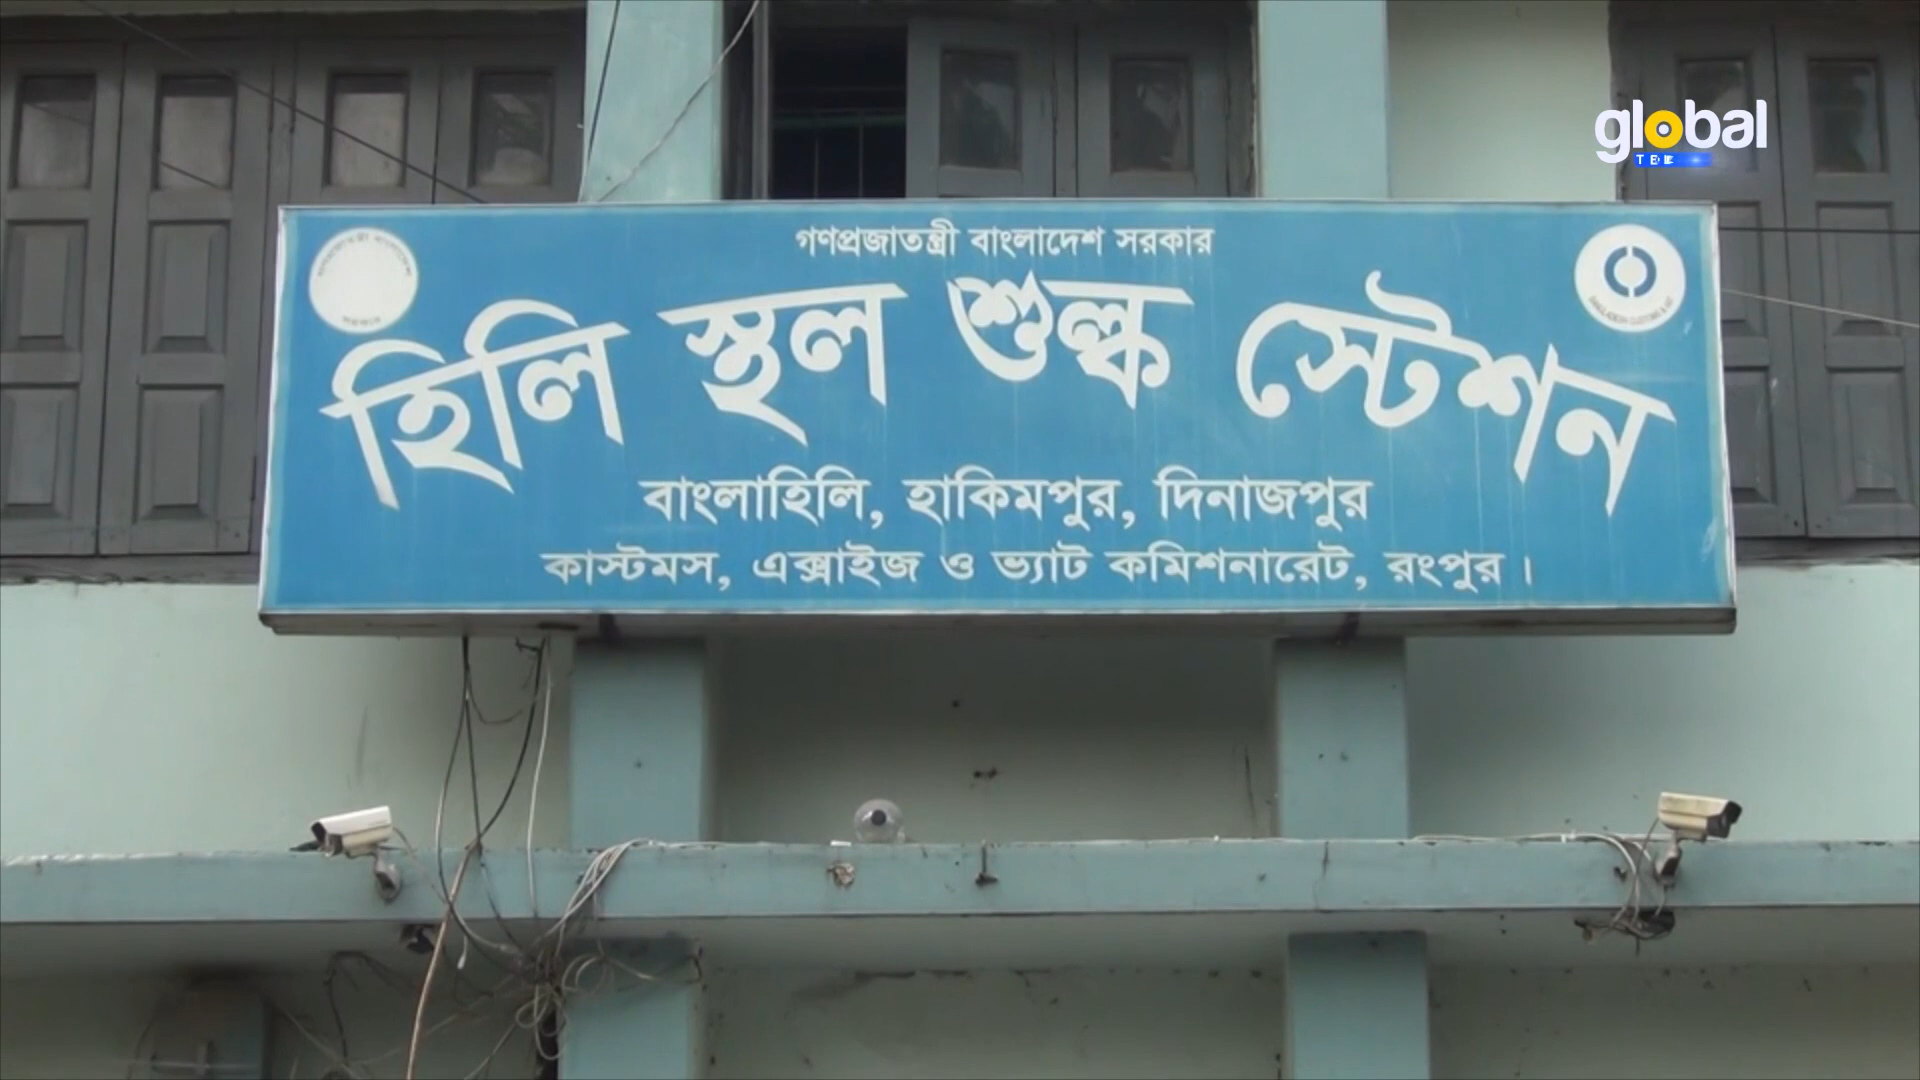 global
গণপ্রজাতন্ত্রী বাংলাদেশ সরকার
হিলি স্থল শুল্ক স্টেশন
বাংলাহিলি, হাকিমপুর, দিনাজপুর
কাস্টমস, এক্সাইজ ও ভ্যাট কমিশনারেট, রংপুর।